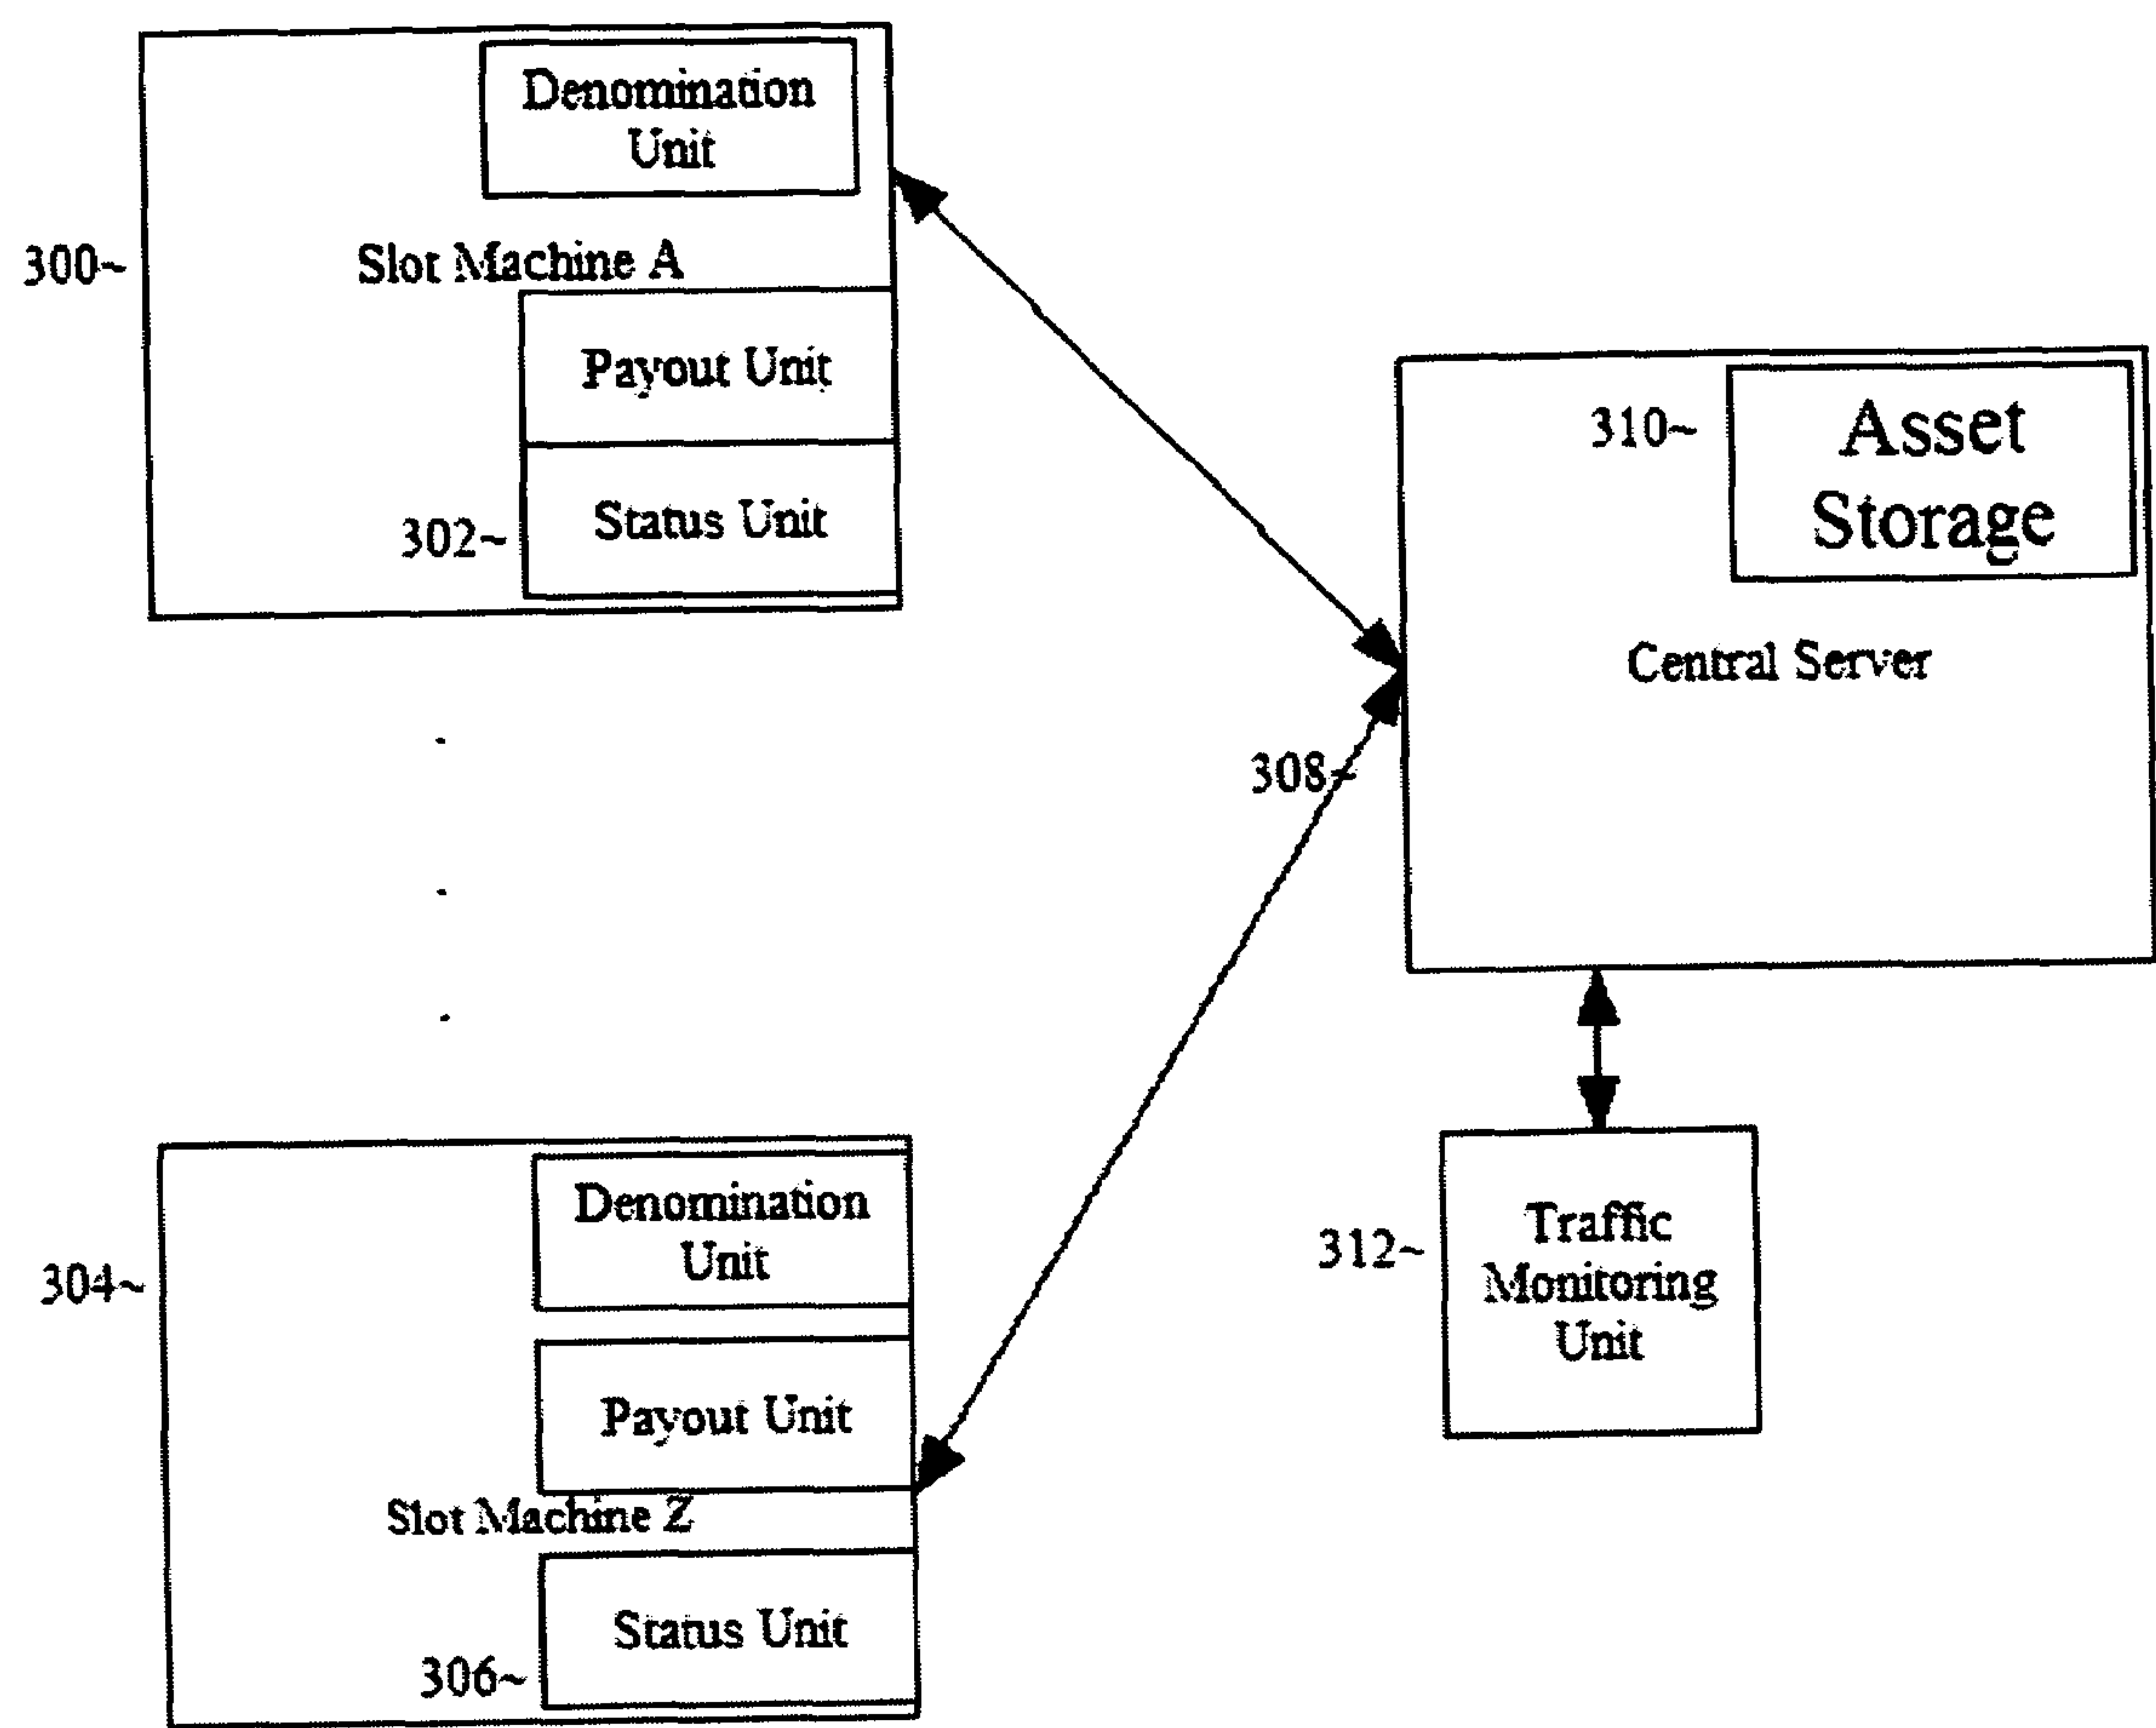 Denomination
Unit
300~
Slot Machine A
Payout Unit
302~
Status Unit
310~
Asset
Storage
Central Server
308~
Denomination
Unit
304~
Payout Unit
Slot Machine Z
Status Unit
306~
312~
Traffic
Monitoring
Unit